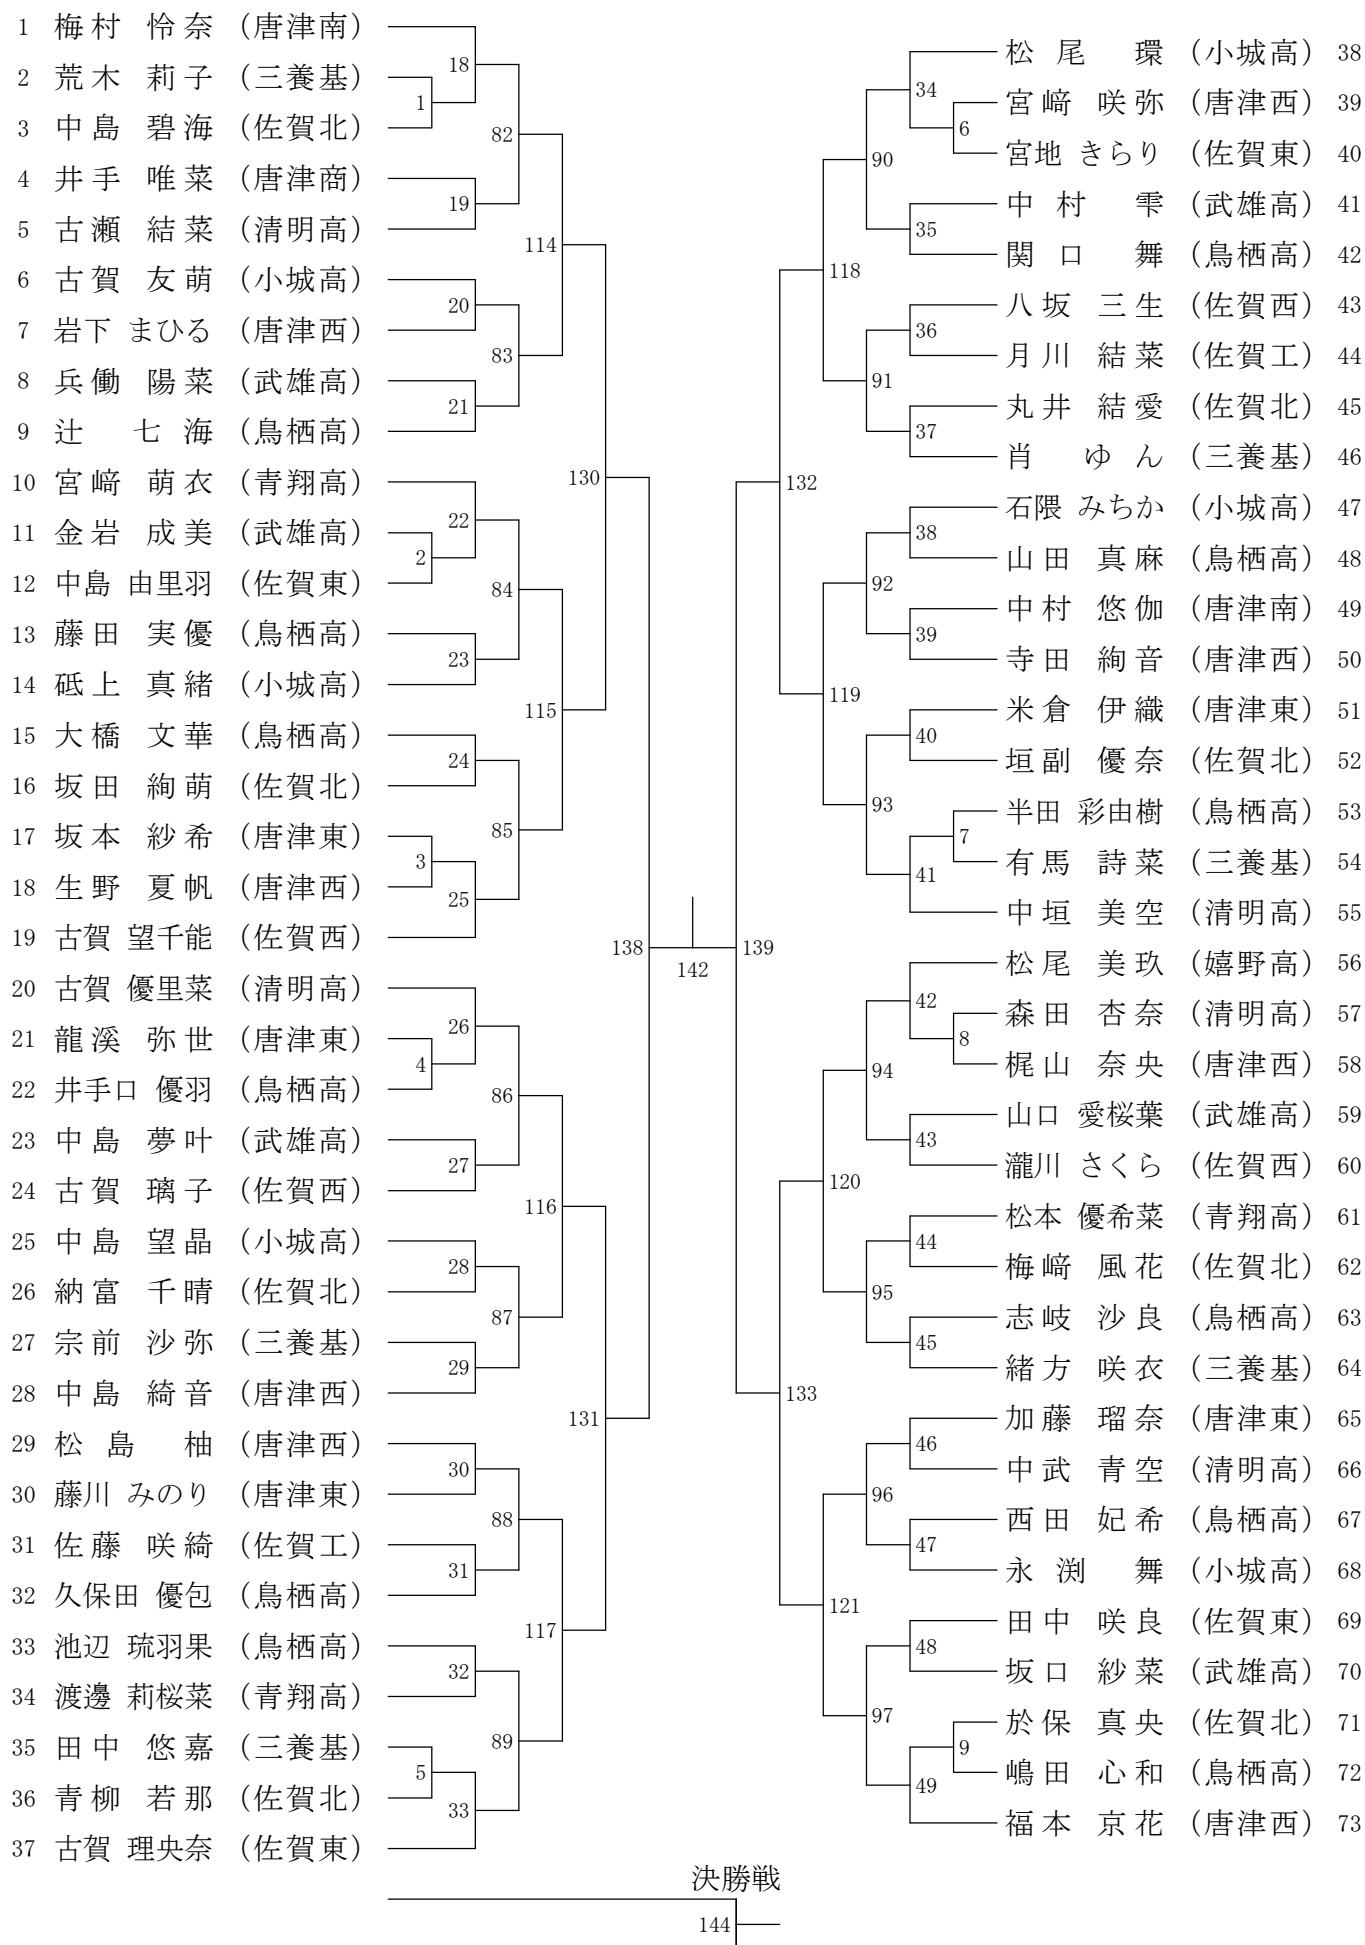 1 梅村 怜奈 (唐津南)
2 荒木 莉子 (三養基)
3 中島 碧海 (佐賀北)
4 井手 唯菜 (唐津商)
5 古瀬 結菜 (清明高)
6 古賀 友萌 (小城高)
7 岩下 まひる (唐津西)
8 兵働 陽菜 (武雄高)
9 辻 七海 (鳥栖高)
10 宮﨑 萌衣 (青翔高)
11 金岩 成美 (武雄高)
12 中島 由里羽 (佐賀東)
13 藤田 実優 (鳥栖高)
14 砥上 真緒 (小城高)
15 大橋 文華 (鳥栖高)
16 坂田 絢萌 (佐賀北)
17 坂本 紗希 (唐津東)
18 生野 夏帆 (唐津西)
19 古賀 望千能 (佐賀西)
20 古賀 優里菜 (清明高)
21 龍溪 弥世 (唐津東)
22 井手口 優羽 (鳥栖高)
23 中島 夢叶 (武雄高)
24 古賀 璃子 (佐賀西)
25 中島 望晶 (小城高)
26 納富 千晴 (佐賀北)
27 宗前 沙弥 (三養基)
28 中島 綺音 (唐津西)
29 松島 柚 (唐津西)
30 藤川 みのり (唐津東)
31 佐藤 咲綺 (佐賀工)
32 久保田 優包 (鳥栖高)
33 池辺 琉羽果 (鳥栖高)
34 渡邊 莉桜菜 (青翔高)
35 田中 悠嘉 (三養基)
36 青柳 若那 (佐賀北)
37 古賀 理央奈 (佐賀東)
1
2
3
4
5
18
19
20
21
22
23
24
25
26
27
28
29
30
31
32
33
82
83
84
85
86
87
88
89
114
115
116
117
130
131
138
142
139
132
133
118
119
120
121
90
91
92
93
94
95
96
97
34
35
36
37
38
39
40
41
42
43
44
45
46
47
48
49
6
7
8
9
松尾 環 (小城高) 38
宮﨑 咲弥 (唐津西) 39
宮地 きらり (佐賀東) 40
中村 雫 (武雄高) 41
関口 舞 (鳥栖高) 42
八坂 三生 (佐賀西) 43
月川 結菜 (佐賀工) 44
丸井 結愛 (佐賀北) 45
肖 ゆん (三養基) 46
石隈 みちか (小城高) 47
山田 真麻 (鳥栖高) 48
中村 悠伽 (唐津南) 49
寺田 絢音 (唐津西) 50
米倉 伊織 (唐津東) 51
垣副 優奈 (佐賀北) 52
半田 彩由樹 (鳥栖高) 53
有馬 詩菜 (三養基) 54
中垣 美空 (清明高) 55
松尾 美玖 (嬉野高) 56
森田 杏奈 (清明高) 57
梶山 奈央 (唐津西) 58
山口 愛桜葉 (武雄高) 59
瀧川 さくら (佐賀西) 60
松本 優希菜 (青翔高) 61
梅﨑 風花 (佐賀北) 62
志岐 沙良 (鳥栖高) 63
緒方 咲衣 (三養基) 64
加藤 瑠奈 (唐津東) 65
中武 青空 (清明高) 66
西田 妃希 (鳥栖高) 67
永渕 舞 (小城高) 68
田中 咲良 (佐賀東) 69
坂口 紗菜 (武雄高) 70
於保 真央 (佐賀北) 71
嶋田 心和 (鳥栖高) 72
福本 京花 (唐津西) 73
決勝戦
144